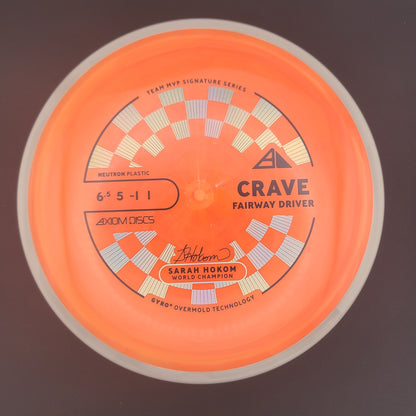 TEAM MVP SIGNATURE SERIES
NEUTRON PLASTIC
6.5 5 -1 1
AXIOM DISCS
CRAVE
FAIRWAY DRIVER
S Hokom
SARAH HOKOM
WORLD CHAMPION
GYRO® OVERMOLD TECHNOLOGY